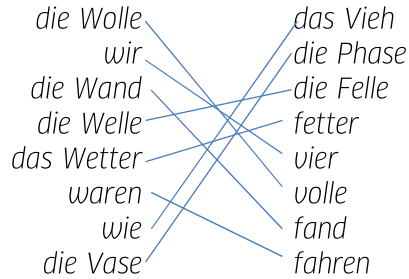 die Wolle
wir
die Wand
die Welle
das Wetter
waren
wie
die Vase
das Vieh
die Phase
die Felle
fetter
vier
volle
fand
fahren